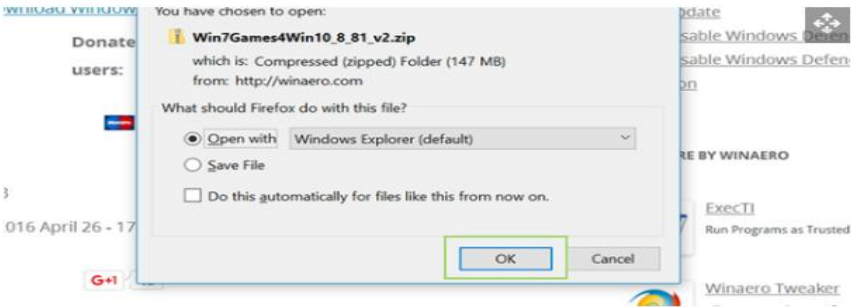 You have chosen to open:
Donate
users:
Win7Games4Win10_8_81_v2.zip
which is: Compressed (zipped) Folder (147 MB)
from: http://winaero.com
What should Firefox do with this file?
Open with Windows Explorer (default)
Save File
Do this automatically for files like this from now on.
OK Cancel
016 April 26 - 17
G+1
sable Windows Defen
sable Windows Defen
on
RE BY WINAERO
ExecTI
Run Programs as Trusted
Winaero Tweaker